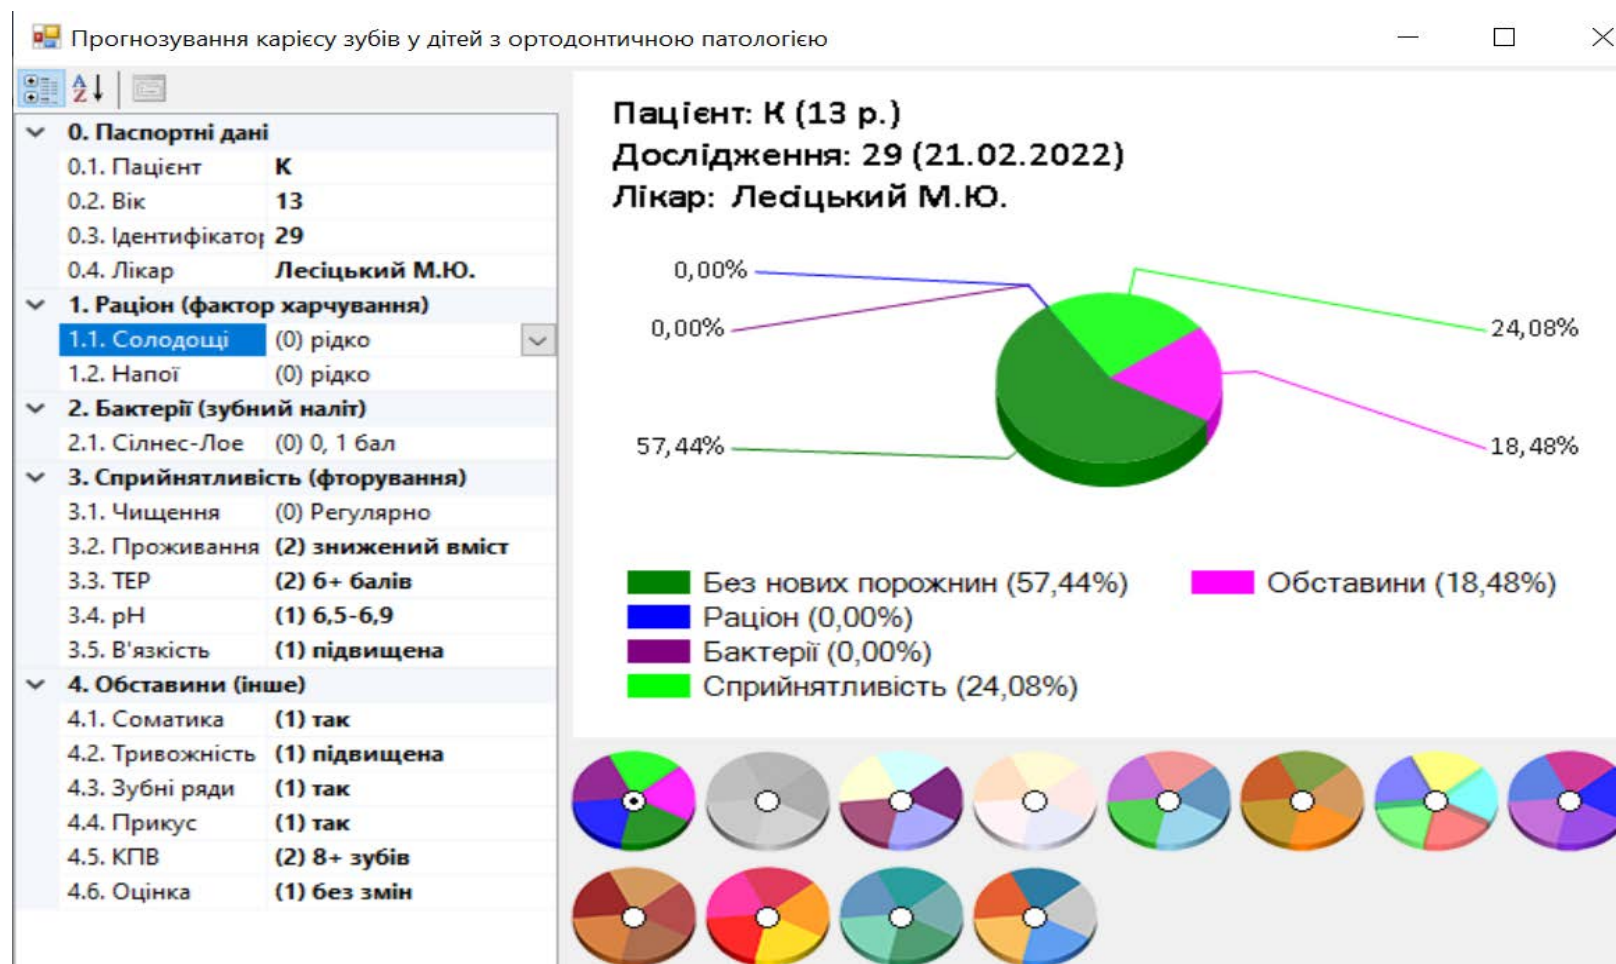 Прогнозування карієсу зубів у дітей з ортодонтичною патологією
0. Паспортні дані
0.1. Пацієнт К
0.2. Вік 13
0.3. Ідентифікатор 29
0.4. Лікар Лесіцький М.Ю.
1. Раціон (фактор харчування)
1.1. Солодощі (0) рідко
1.2. Напої (0) рідко
2. Бактерії (зубний наліт)
2.1. Сілнес-Лое (0) 0, 1 бал
3. Сприйнятливість (фторування)
3.1. Чищення (0) Регулярно
3.2. Проживання (2) знижений вміст
3.3. ТЕР (2) 6+ балів
3.4. рН (1) 6,5-6,9
3.5. В'язкість (1) підвищена
4. Обставини (інше)
4.1. Соматика (1) так
4.2. Тривожність (1) підвищена
4.3. Зубні ряди (1) так
4.4. Прикус (1) так
4.5. КПВ (2) 8+ зубів
4.6. Оцінка (1) без змін
Пацієнт: К (13 р.)
Дослідження: 29 (21.02.2022)
Лікар: Лесіцький М.Ю.
0,00%
0,00%
24,08%
57,44%
18,48%
Без нових порожнин (57,44%)
Обставини (18,48%)
Раціон (0,00%)
Бактерії (0,00%)
Сприйнятливість (24,08%)